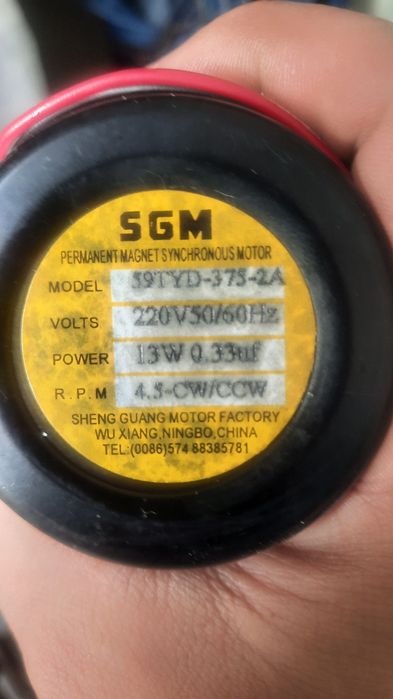 SGM
PERMANENT MAGNET SYNCHRONOUS MOTOR
MODEL 59TYD-375-2A
VOLTS 220V50/60Hz
POWER 13W 0.33uf
R.P.M 4.5-CW/CCW
SHENG GUANG MOTOR FACTORY
WU XIANG,NINGBO,CHINA
TEL:(0086)574 88385781